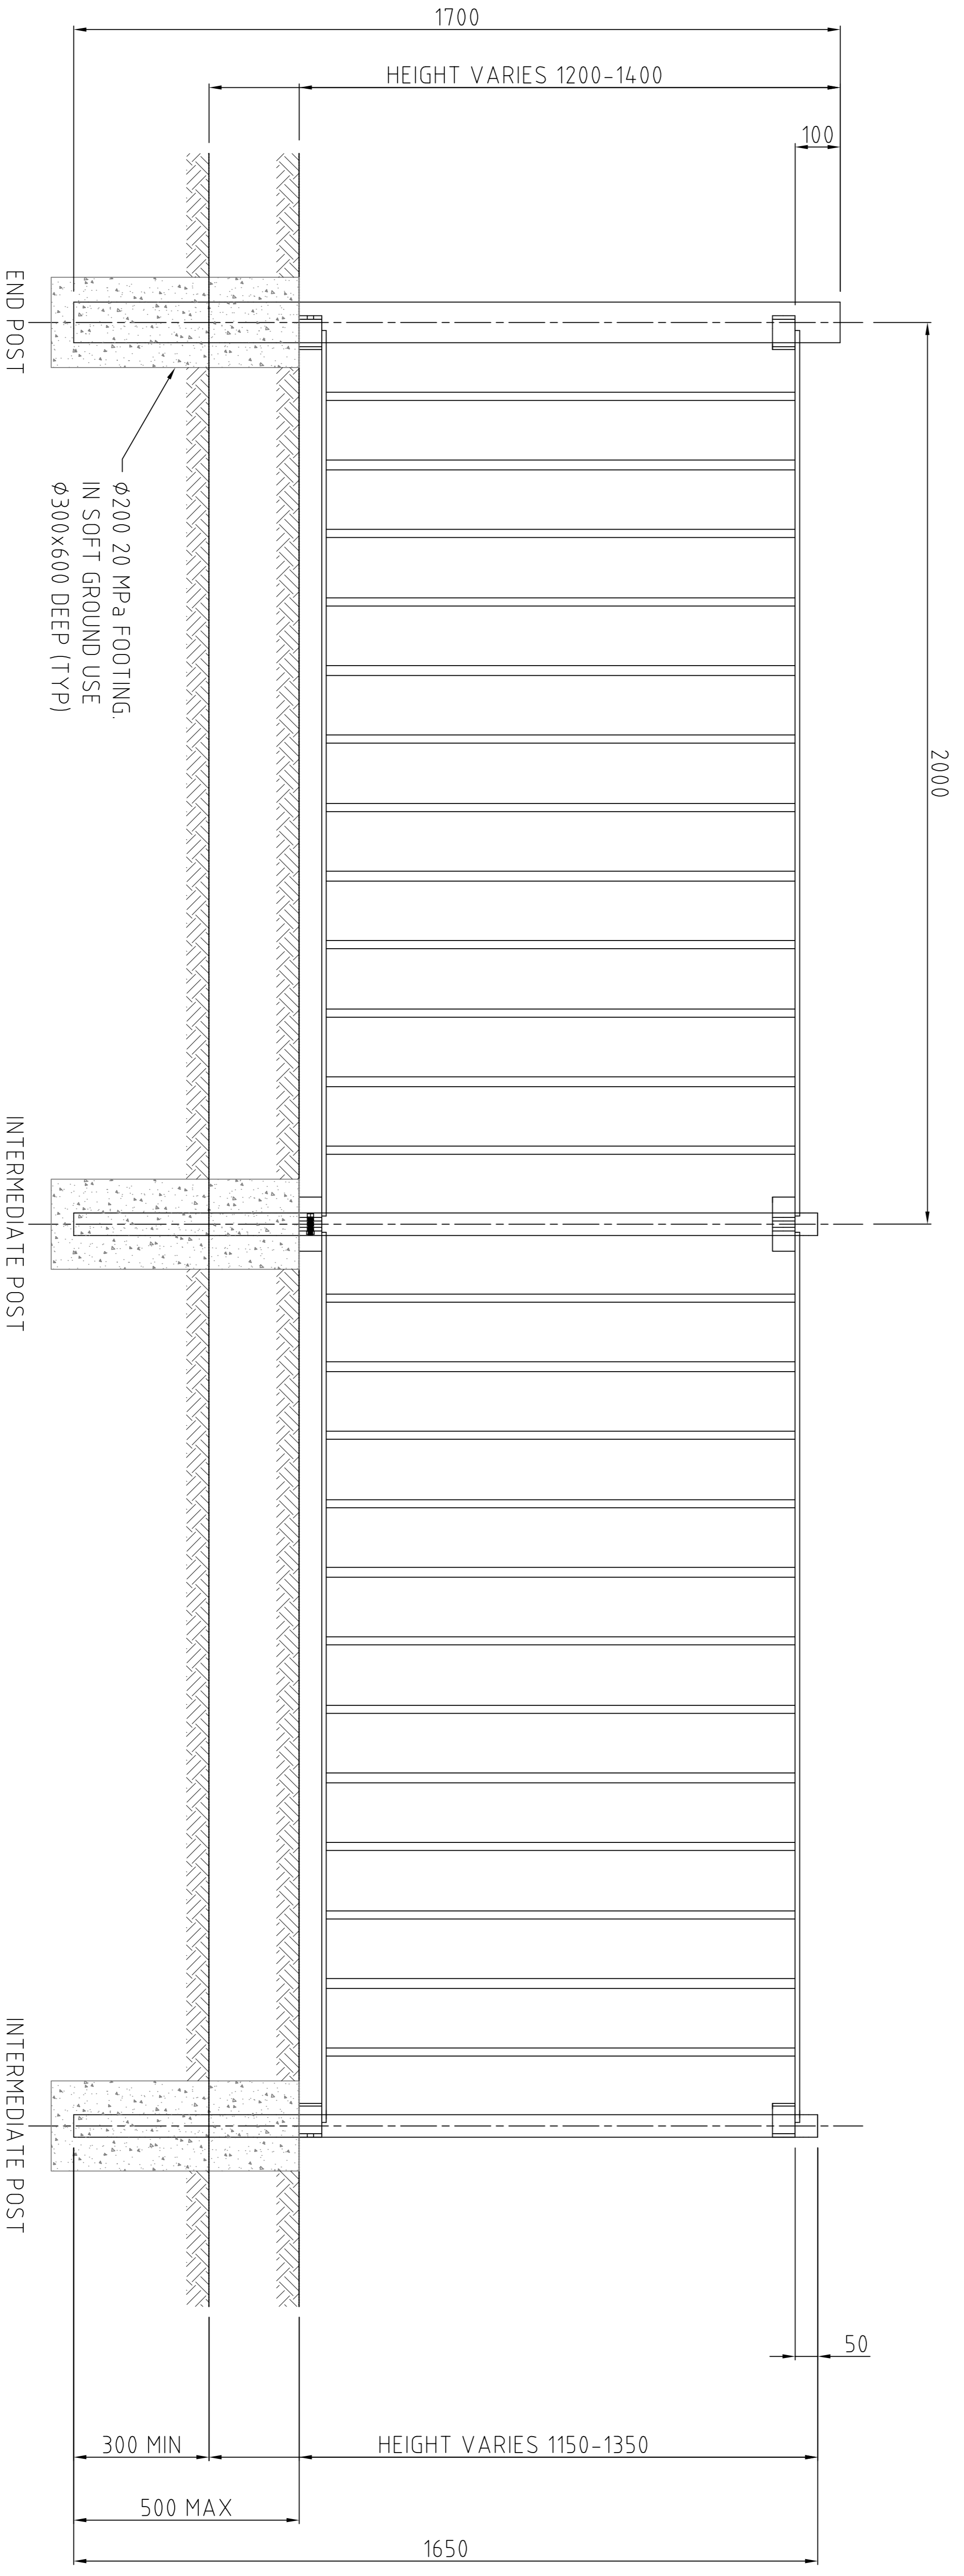 1700
HEIGHT VARIES 1200-1400
100
2000
END POST
Ø200 20 MPa FOOTING.
IN SOFT GROUND USE
Ø300x600 DEEP (TYP)
INTERMEDIATE POST
INTERMEDIATE POST
50
300 MIN
HEIGHT VARIES 1150-1350
500 MAX
1650